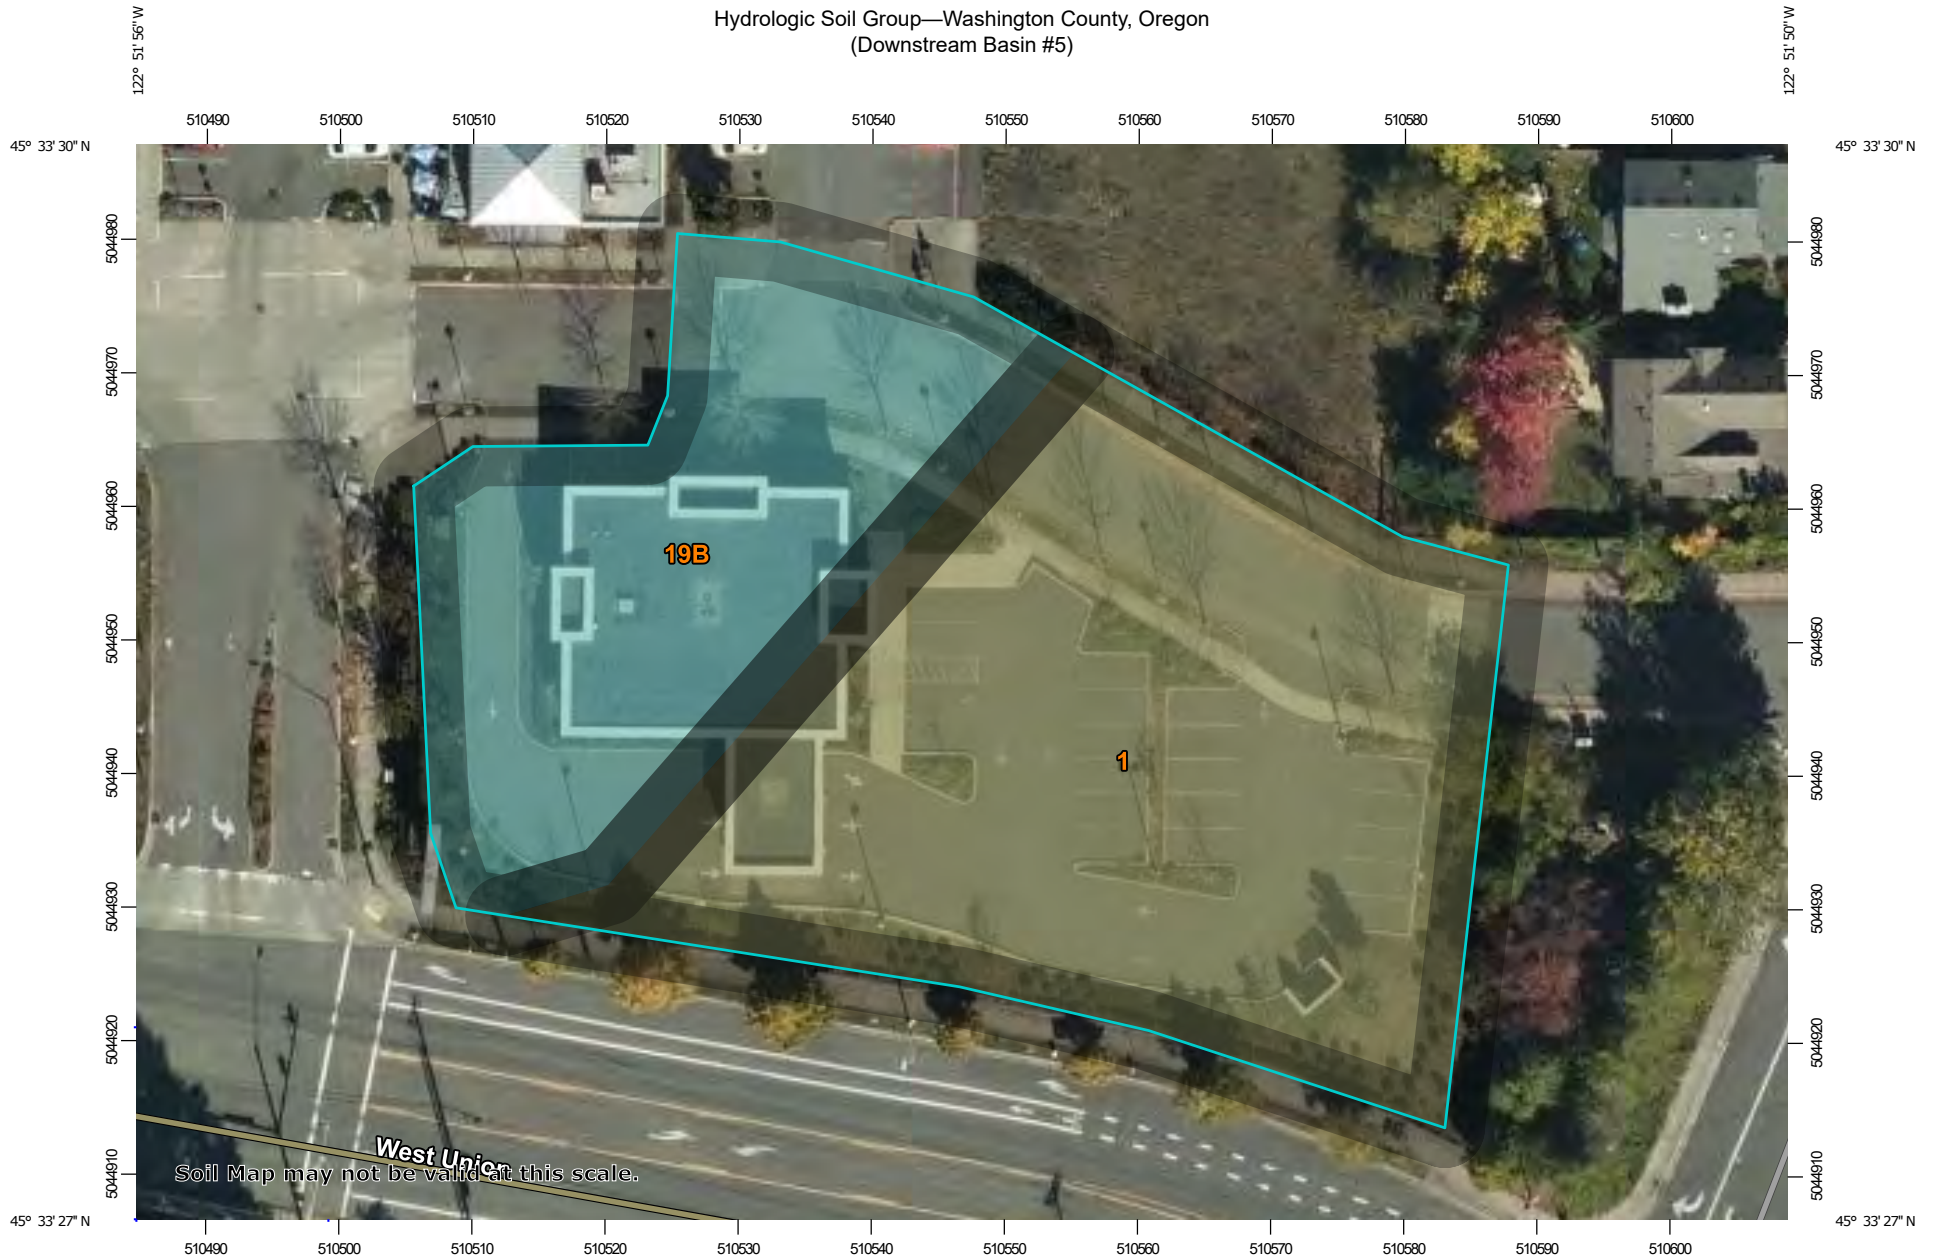 Hydrologic Soil Group—Washington County, Oregon
(Downstream Basin #5)
122° 51' 56" W
122° 51' 50" W
510490 510500 510510 510520 510530 510540 510550 510560 510570 510580 510590 510600
45° 33' 30" N
45° 33' 30" N
5044980
5044980
5044970
5044970
5044960
5044960
19B
5044950
5044950
1
5044940
5044940
5044930
5044930
5044920
5044920
West Union
Soil Map may not be valid at this scale.
5044910
5044910
45° 33' 27" N
45° 33' 27" N
510490 510500 510510 510520 510530 510540 510550 510560 510570 510580 510590 510600